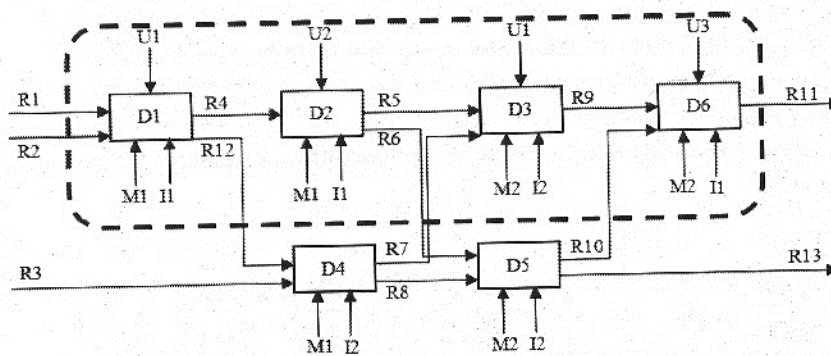 U1 U2 U1 U3
R1 R4 R5 R9 R11
D1 D2 D3 D6
R2 R12 R6
M1 I1 M1 I1 M2 I2 M2 I1
R3 D4 R7 D5 R10 R13
R8
M1 I2 M2 I2